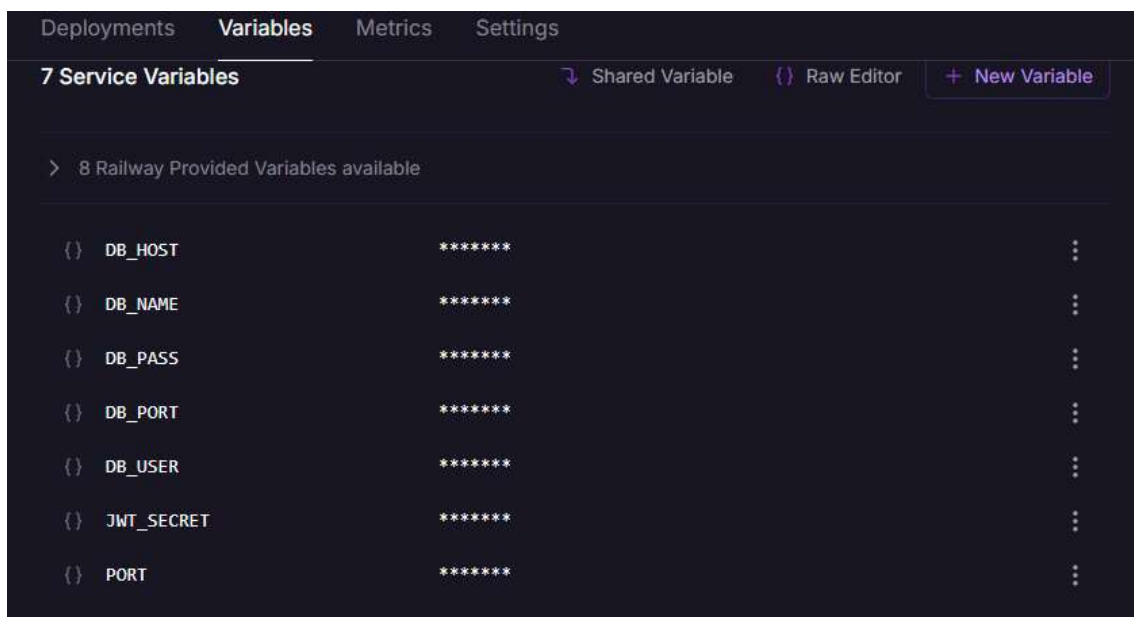 Deployments Variables Metrics Settings
7 Service Variables Shared Variable {} Raw Editor + New Variable
> 8 Railway Provided Variables available
{} DB_HOST *******
{} DB_NAME *******
{} DB_PASS *******
{} DB_PORT *******
{} DB_USER *******
{} JWT_SECRET *******
{} PORT *******